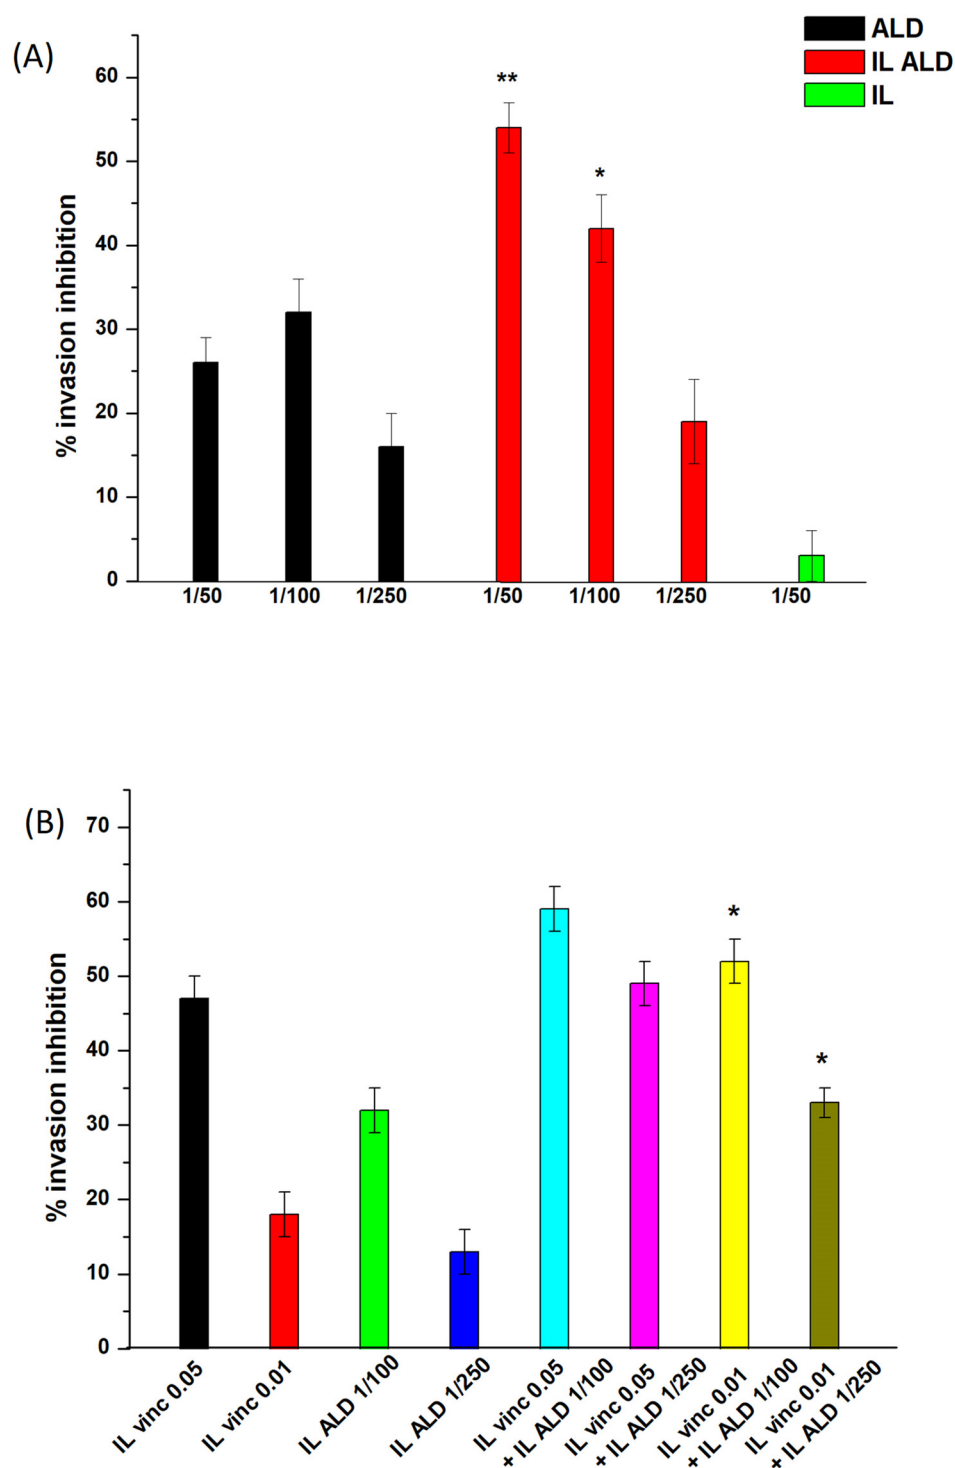 (A)
ALD
IL ALD
IL
% invasion inhibition
60
50
40
30
20
10
0
**
*
1/50 1/100 1/250 1/50 1/100 1/250 1/50
(B)
% invasion inhibition
70
60
50
40
30
20
10
0
*
*
IL vinc 0.05
IL vinc 0.01
IL ALD 1/100
IL ALD 1/250
IL vinc 0.05
+ IL ALD 1/100
IL vinc 0.05
+ IL ALD 1/250
IL vinc 0.01
+ IL ALD 1/100
IL vinc 0.01
+ IL ALD 1/250